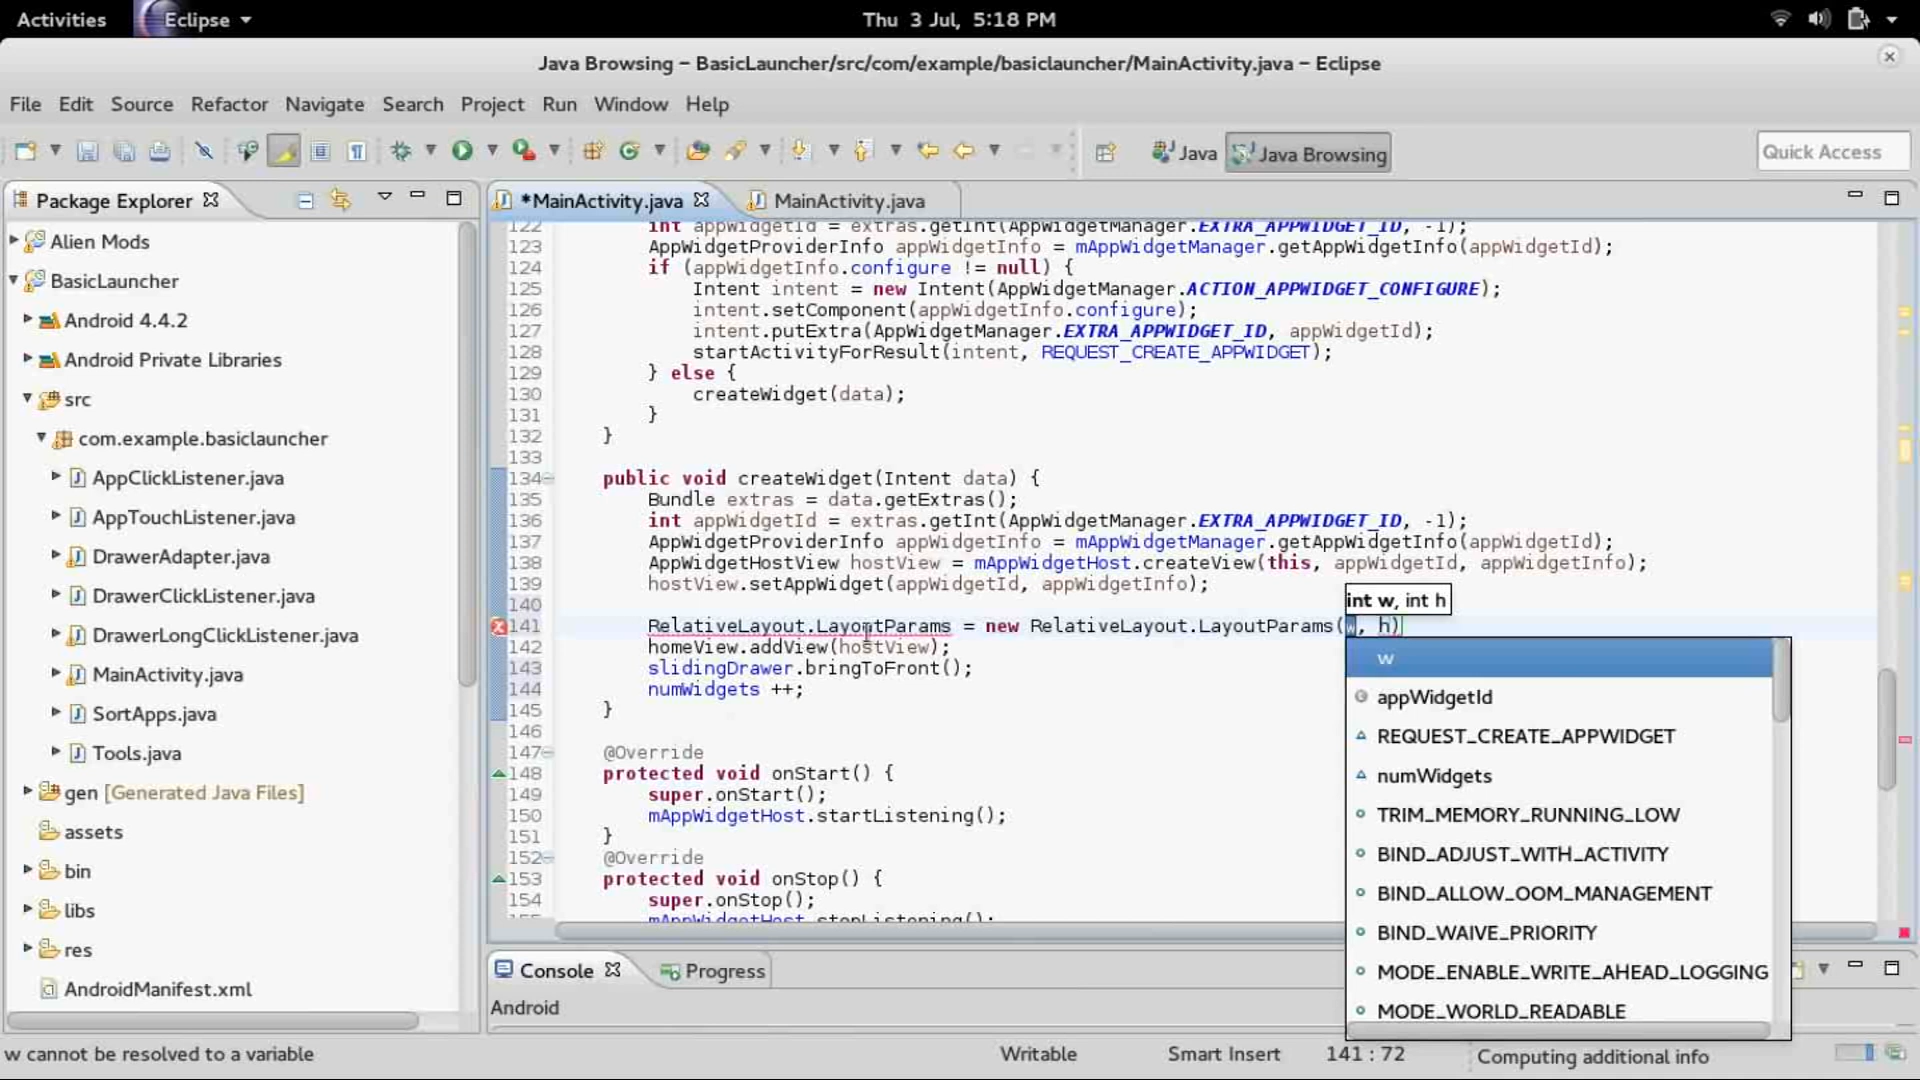 Activities Eclipse Thu 3 Jul, 5:18 PM
Java Browsing – BasicLauncher/src/com/example/basiclauncher/MainActivity.java – Eclipse
File Edit Source Refactor Navigate Search Project Run Window Help
Java Java Browsing Quick Access
Package Explorer
Alien Mods
BasicLauncher
Android 4.4.2
Android Private Libraries
src
com.example.basiclauncher
AppClickListener.java
AppTouchListener.java
DrawerAdapter.java
DrawerClickListener.java
DrawerLongClickListener.java
MainActivity.java
SortApps.java
Tools.java
gen [Generated Java Files]
assets
bin
libs
res
AndroidManifest.xml
*MainActivity.java MainActivity.java
122 int appWidgetId = extras.getInt(AppWidgetManager.EXTRA_APPWIDGET_ID, -1);
123 AppWidgetProviderInfo appWidgetInfo = mAppWidgetManager.getAppWidgetInfo(appWidgetId);
124 if (appWidgetInfo.configure != null) {
125 Intent intent = new Intent(AppWidgetManager.ACTION_APPWIDGET_CONFIGURE);
126 intent.setComponent(appWidgetInfo.configure);
127 intent.putExtra(AppWidgetManager.EXTRA_APPWIDGET_ID, appWidgetId);
128 startActivityForResult(intent, REQUEST_CREATE_APPWIDGET);
129 } else {
130 createWidget(data);
131 }
132 }
133
134 public void createWidget(Intent data) {
135 Bundle extras = data.getExtras();
136 int appWidgetId = extras.getInt(AppWidgetManager.EXTRA_APPWIDGET_ID, -1);
137 AppWidgetProviderInfo appWidgetInfo = mAppWidgetManager.getAppWidgetInfo(appWidgetId);
138 AppWidgetHostView hostView = mAppWidgetHost.createView(this, appWidgetId, appWidgetInfo);
139 hostView.setAppWidget(appWidgetId, appWidgetInfo);
140
141 RelativeLayout.LayoutParams = new RelativeLayout.LayoutParams(w, h)
142 homeView.addView(hostView);
143 slidingDrawer.bringToFront();
144 numWidgets ++;
145 }
146
147 @Override
148 protected void onStart() {
149 super.onStart();
150 mAppWidgetHost.startListening();
151 }
152 @Override
153 protected void onStop() {
154 super.onStop();
155 mAppWidgetHost.stopListening();
int w, int h
w
appWidgetId
REQUEST_CREATE_APPWIDGET
numWidgets
TRIM_MEMORY_RUNNING_LOW
BIND_ADJUST_WITH_ACTIVITY
BIND_ALLOW_OOM_MANAGEMENT
BIND_WAIVE_PRIORITY
MODE_ENABLE_WRITE_AHEAD_LOGGING
MODE_WORLD_READABLE
Console Progress
Android
w cannot be resolved to a variable Writable Smart Insert 141 : 72 Computing additional info